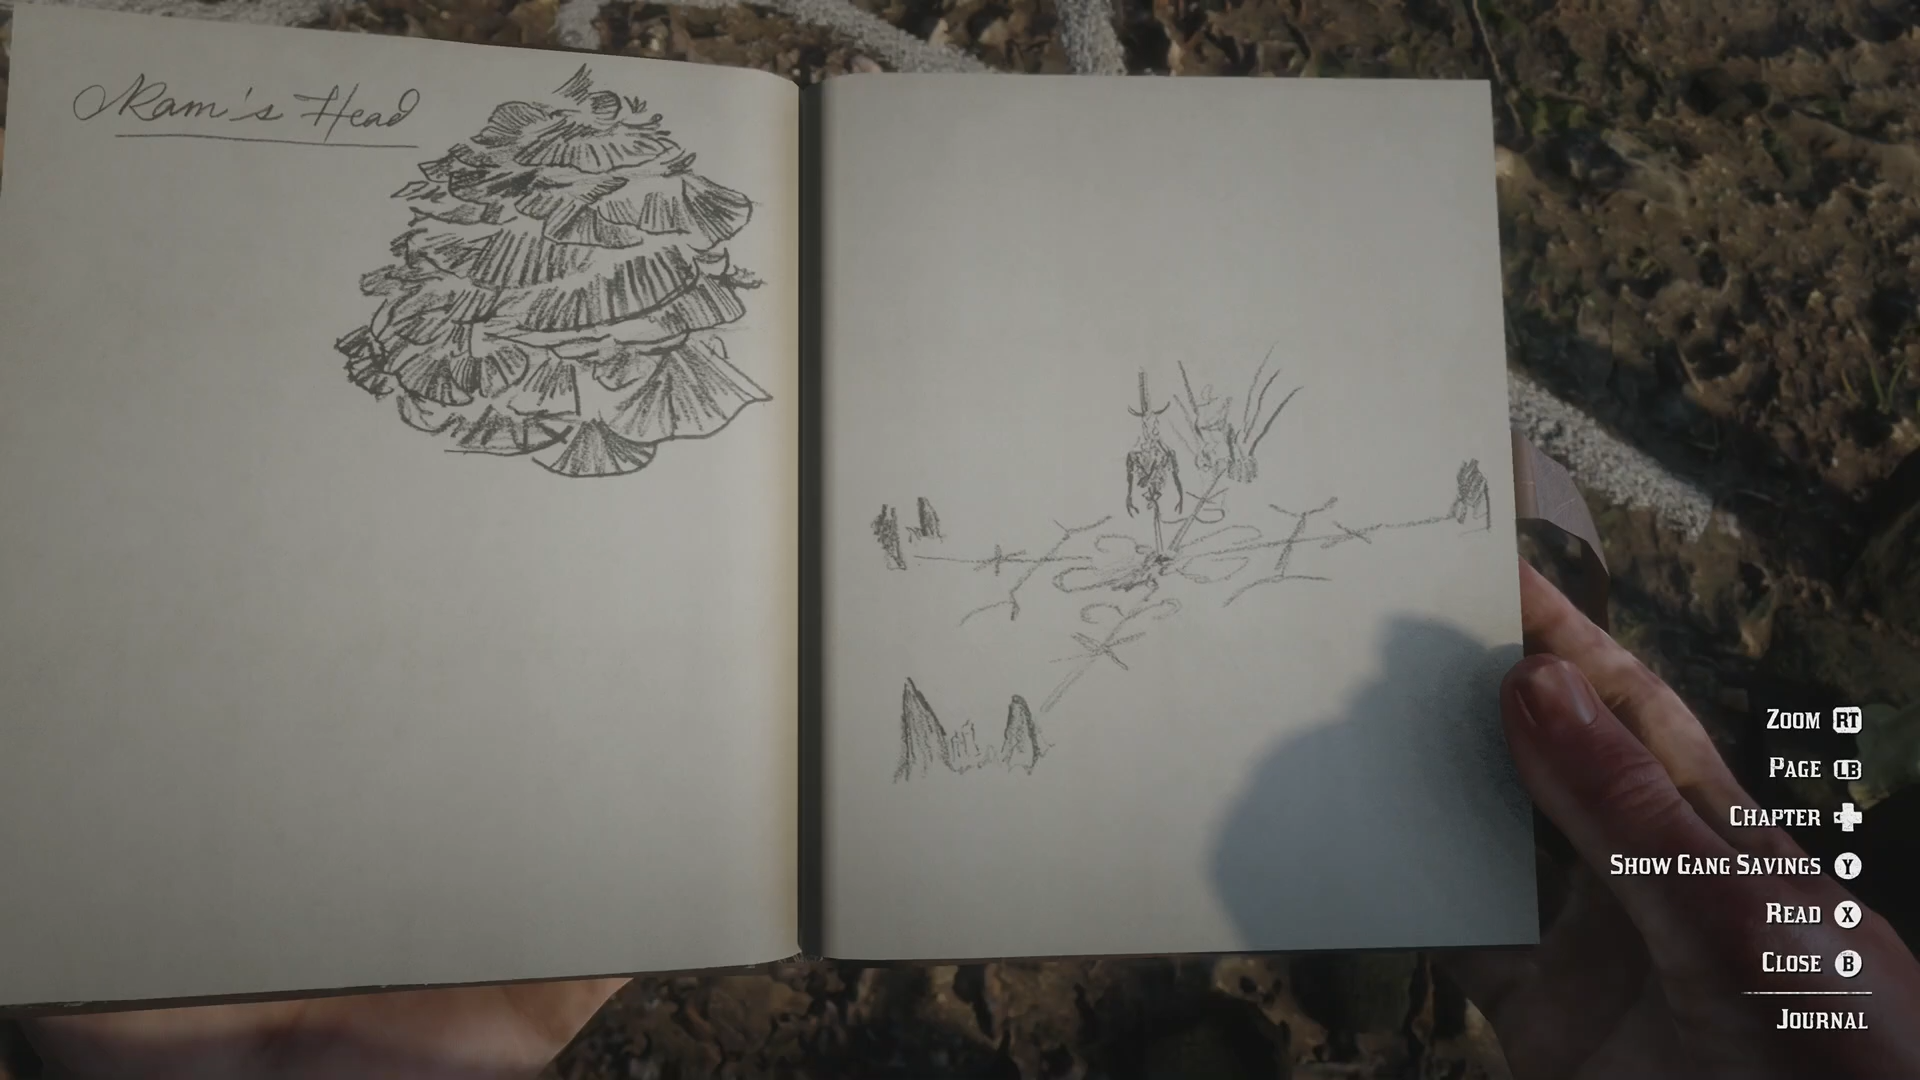 Ram's Head
Zoom RT
Page LB
Chapter
Show Gang Savings Y
Read X
Close B
Journal